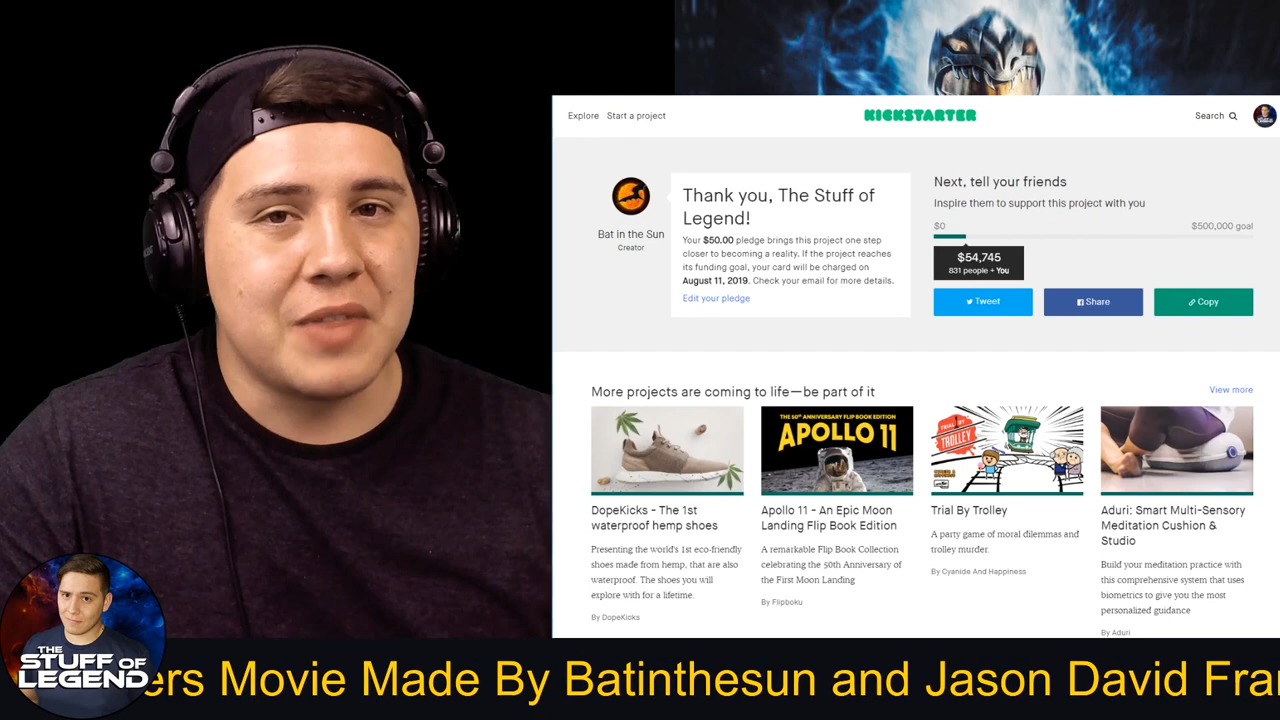 Explore Start a project KICKSTARTER Search
Bat in the Sun
Creator
Thank you, The Stuff of
Legend!
Your $50.00 pledge brings this project one step
closer to becoming a reality. If the project reaches
its funding goal, your card will be charged on
August 11, 2019. Check your email for more details.
Edit your pledge
Next, tell your friends
Inspire them to support this project with you
$0 $500,000 goal
$54,745
831 people + You
Tweet Share Copy
More projects are coming to life—be part of it View more
THE 50TH ANNIVERSARY FLIP BOOK EDITION
APOLLO 11
TRIAL BY
TROLLEY
DopeKicks - The 1st
waterproof hemp shoes
Presenting the world's 1st eco-friendly
shoes made from hemp, that are also
waterproof. The shoes you will
explore with for a lifetime.
By DopeKicks
Apollo 11 - An Epic Moon
Landing Flip Book Edition
A remarkable Flip Book Collection
celebrating the 50th Anniversary of
the First Moon Landing
By Flipboku
Trial By Trolley
A party game of moral dilemmas and
trolley murder.
By Cyanide And Happiness
Aduri: Smart Multi-Sensory
Meditation Cushion &
Studio
Build your meditation practice with
this comprehensive system that uses
biometrics to give you the most
personalized guidance
By Aduri
THE
STUFF OF
LEGEND
ers Movie Made By Batinthesun and Jason David Fra